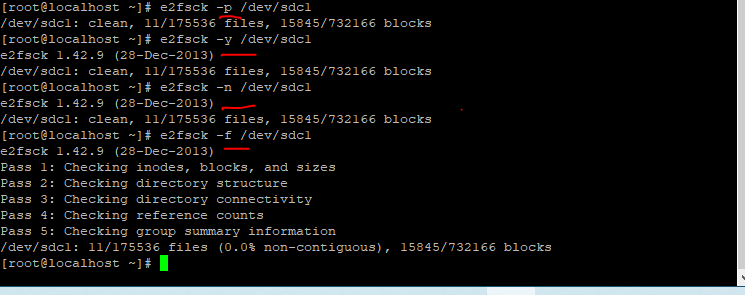 [root@localhost ~]# e2fsck -p /dev/sdc1
/dev/sdc1: clean, 11/175536 files, 15845/732166 blocks
[root@localhost ~]# e2fsck -y /dev/sdc1
e2fsck 1.42.9 (28-Dec-2013)
/dev/sdc1: clean, 11/175536 files, 15845/732166 blocks
[root@localhost ~]# e2fsck -n /dev/sdc1
e2fsck 1.42.9 (28-Dec-2013)
/dev/sdc1: clean, 11/175536 files, 15845/732166 blocks
[root@localhost ~]# e2fsck -f /dev/sdc1
e2fsck 1.42.9 (28-Dec-2013)
Pass 1: Checking inodes, blocks, and sizes
Pass 2: Checking directory structure
Pass 3: Checking directory connectivity
Pass 4: Checking reference counts
Pass 5: Checking group summary information
/dev/sdc1: 11/175536 files (0.0% non-contiguous), 15845/732166 blocks
[root@localhost ~]#